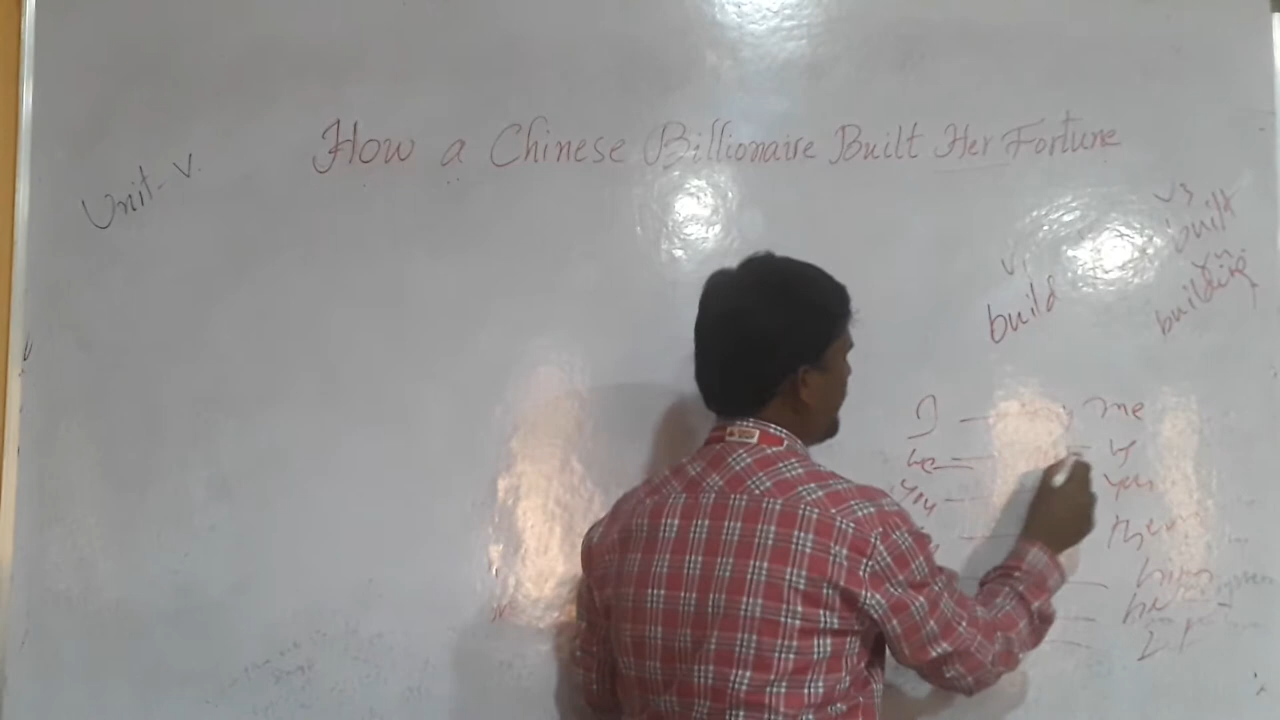 How a Chinese Billionaire Built Her Fortune
Unit - V.
V3
built
V1
build
building
I — me
we —
you — you
them
him
her
it